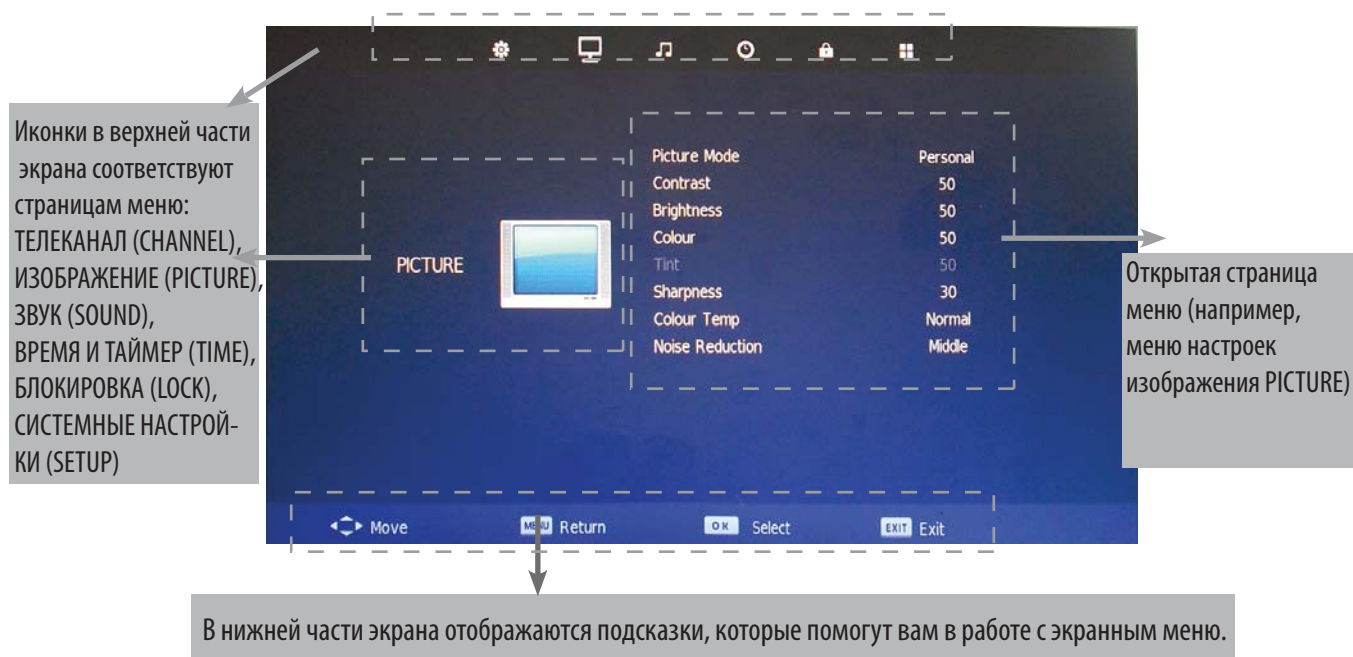 Иконки в верхней части
экрана соответствуют
страницам меню:
ТЕЛЕКАНАЛ (CHANNEL),
ИЗОБРАЖЕНИЕ (PICTURE),
ЗВУК (SOUND),
ВРЕМЯ И ТАЙМЕР (TIME),
БЛОКИРОВКА (LOCK),
СИСТЕМНЫЕ НАСТРОЙ-
КИ (SETUP)
PICTURE
Picture Mode Personal
Contrast 50
Brightness 50
Colour 50
Tint 50
Sharpness 30
Colour Temp Normal
Noise Reduction Middle
Открытая страница
меню (например,
меню настроек
изображения PICTURE)
Move MENU Return OK Select EXIT Exit
В нижней части экрана отображаются подсказки, которые помогут вам в работе с экранным меню.